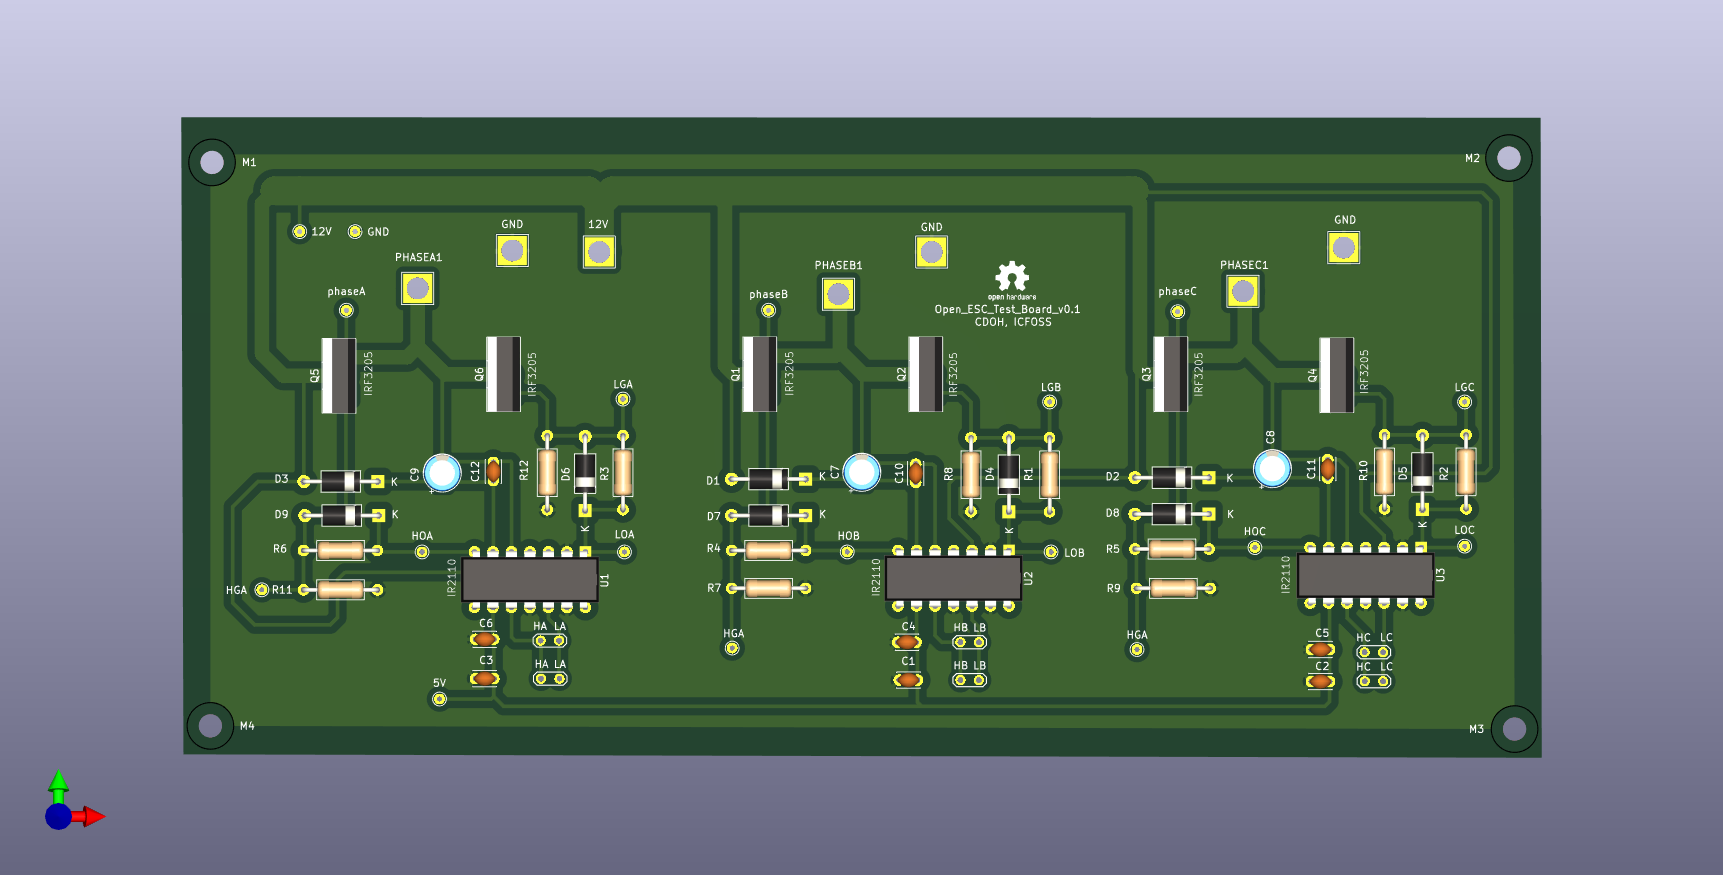 M1
M2
12V
GND
GND
12V
GND
GND
PHASEA1
PHASEB1
PHASEC1
phaseA
phaseB
phaseC
open hardware
Open_ESC_Test_Board_v0.1
CDOH, ICFOSS
Q5
IRF3205
Q6
IRF3205
LGA
Q1
IRF3205
Q2
IRF3205
LGB
Q3
IRF3205
Q4
IRF3205
LGC
D3
K
C9
+
C12
R12
D6
R3
K
D1
K
C7
+
C10
R8
D4
R1
K
D2
K
C8
+
C11
R10
D5
R2
K
D9
K
D7
K
D8
K
R6
HOA
LOA
R4
HOB
LOB
R5
HOC
LOC
HGA
R11
IR2110
U1
R7
IR2110
U2
R9
IR2110
U3
C6
HA LA
HGA
C4
HB LB
HGA
C5
HC LC
C3
HA LA
C1
HB LB
C2
HC LC
5V
M4
M3